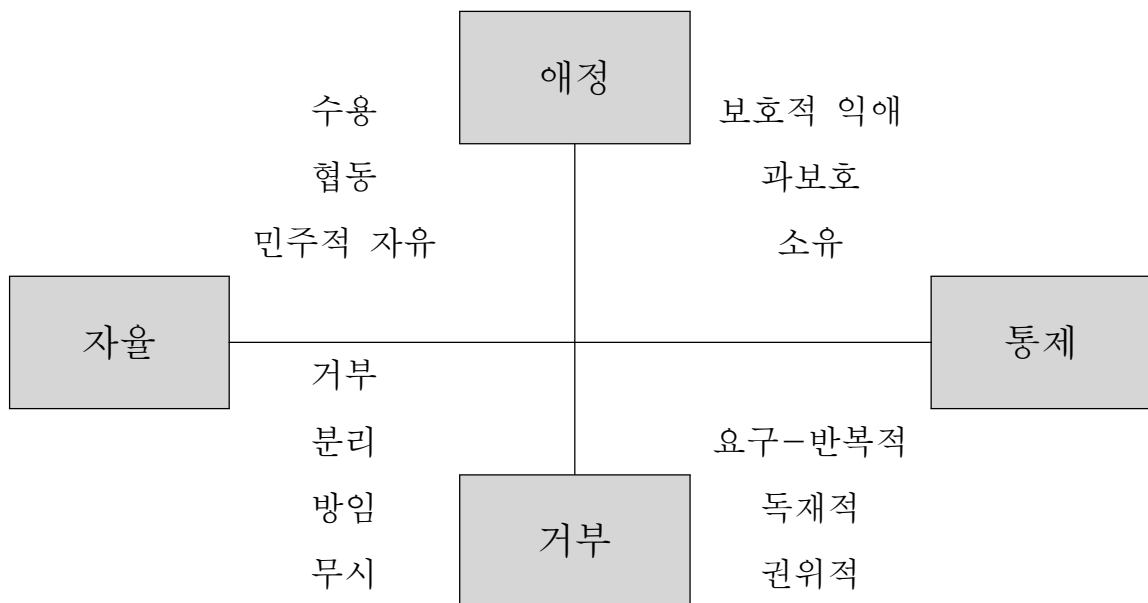 애정
수용
협동
민주적 자유
보호적 익애
과보호
소유
자율
통제
거부
분리
방임
무시
요구-반복적
독재적
권위적
거부